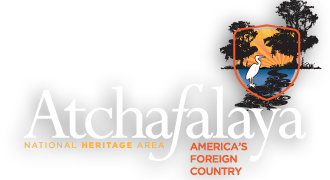 Atchafalaya
NATIONAL HERITAGE AREA
AMERICA'S
FOREIGN
COUNTRY